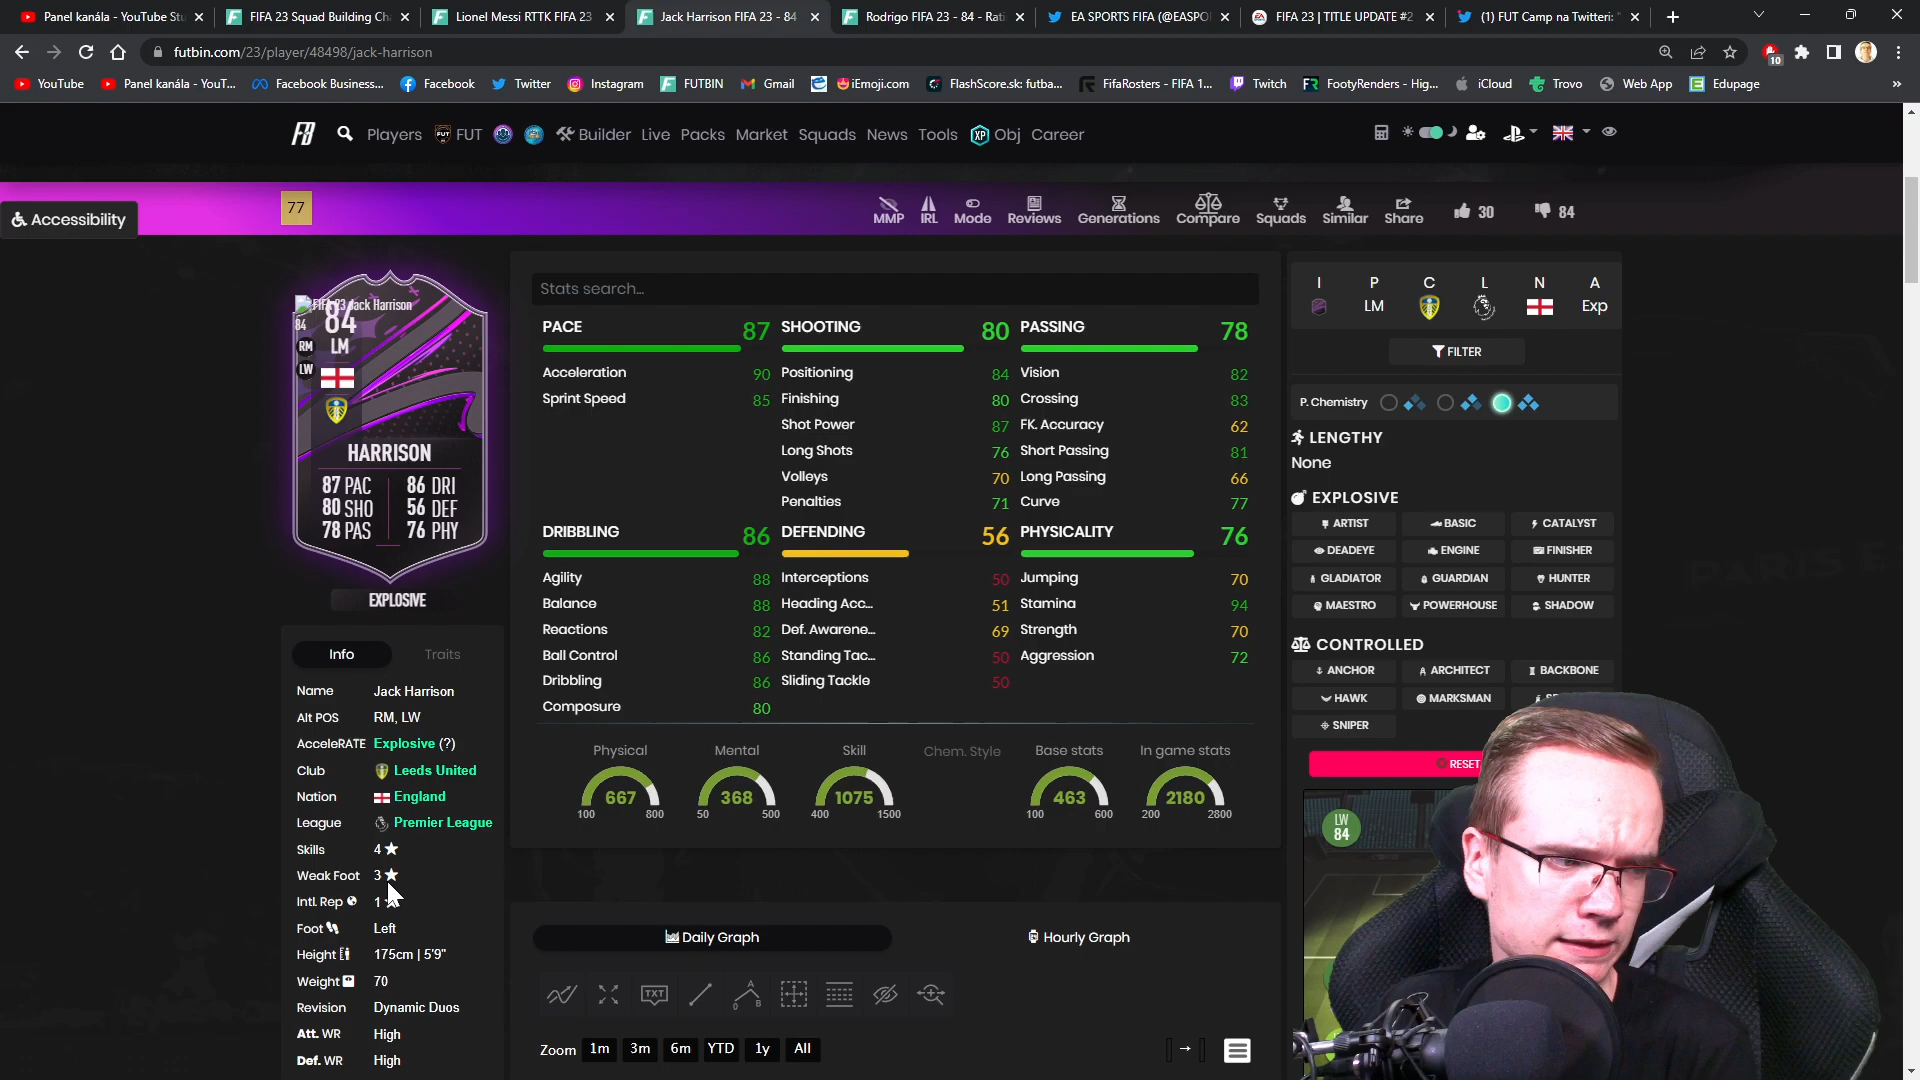 Panel kanála - YouTube Stu
FIFA 23 Squad Building Ch
Lionel Messi RTTK FIFA 23
Jack Harrison FIFA 23 - 84
Rodrigo FIFA 23 - 84 - Rati
EA SPORTS FIFA (@EASPO
FIFA 23 | TITLE UPDATE #2
(1) FUT Camp na Twitteri: "
futbin.com/23/player/48498/jack-harrison
10
YouTube
Panel kanála - YouT...
Facebook Business...
Facebook
Twitter
Instagram
FUTBIN
Gmail
iEmoji.com
FlashScore.sk: futba...
FifaRosters - FIFA 1...
Twitch
FootyRenders - Hig...
iCloud
Trovo
Web App
Edupage
Players FUT Builder Live Packs Market Squads News Tools XP Obj Career
Accessibility
77
MMP IRL Mode Reviews Generations Compare Squads Similar Share 30 84
FIFA 23 Jack Harrison
84
84
LM
RM
LW
HARRISON
87 PAC 86 DRI
80 SHO 56 DEF
78 PAS 76 PHY
EXPLOSIVE
Info Traits
Name Jack Harrison
Alt POS RM, LW
AcceleRATE Explosive (?)
Club Leeds United
Nation England
League Premier League
Skills 4
Weak Foot 3
Intl. Rep 1
Foot Left
Height 175cm | 5'9"
Weight 70
Revision Dynamic Duos
Att. WR High
Def. WR High
Stats search...
PACE 87
Acceleration 90
Sprint Speed 85
SHOOTING 80
Positioning 84
Finishing 80
Shot Power 87
Long Shots 76
Volleys 70
Penalties 71
PASSING 78
Vision 82
Crossing 83
FK. Accuracy 62
Short Passing 81
Long Passing 66
Curve 77
DRIBBLING 86
Agility 88
Balance 88
Reactions 82
Ball Control 86
Dribbling 86
Composure 80
DEFENDING 56
Interceptions 50
Heading Acc... 51
Def. Awarene... 69
Standing Tac... 50
Sliding Tackle 50
PHYSICALITY 76
Jumping 70
Stamina 94
Strength 70
Aggression 72
Physical Mental Skill Chem. Style Base stats In game stats
667 368 1075 463 2180
100 800 50 500 400 1500 100 600 200 2800
Daily Graph Hourly Graph
TXT
Zoom 1m 3m 6m YTD 1y All
→
I P C L N A
LM Exp
FILTER
P. Chemistry
LENGTHY
None
EXPLOSIVE
ARTIST BASIC CATALYST
DEADEYE ENGINE FINISHER
GLADIATOR GUARDIAN HUNTER
MAESTRO POWERHOUSE SHADOW
CONTROLLED
ANCHOR ARCHITECT BACKBONE
HAWK MARKSMAN
SNIPER
RESET
LW
84